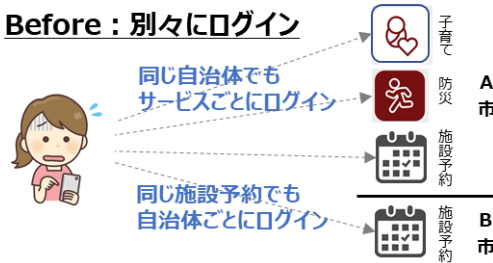 Before：別々にログイン
同じ自治体でも
サービスごとにログイン
同じ施設予約でも
自治体ごとにログイン
子育て
防災
施設予約
A
市
施設予約
B
市